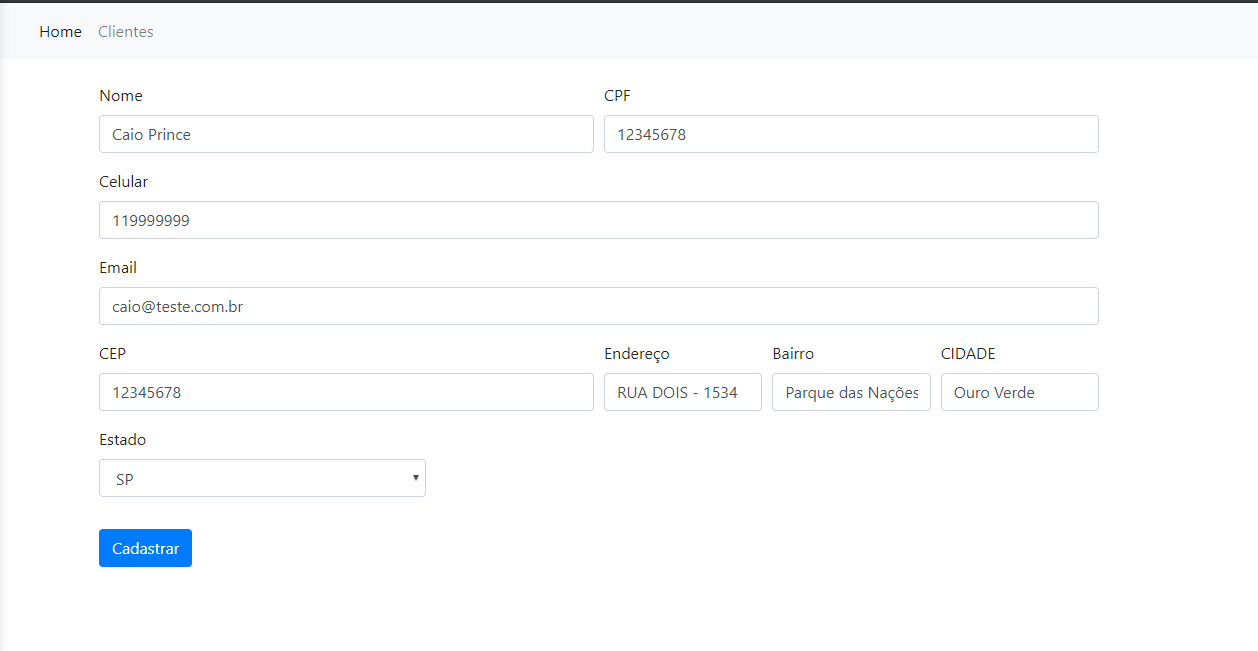 Home Clientes
Nome CPF
Caio Prince 12345678
Celular
119999999
Email
caio@teste.com.br
CEP Endereço Bairro CIDADE
12345678 RUA DOIS - 1534 Parque das Nações Ouro Verde
Estado
SP
Cadastrar